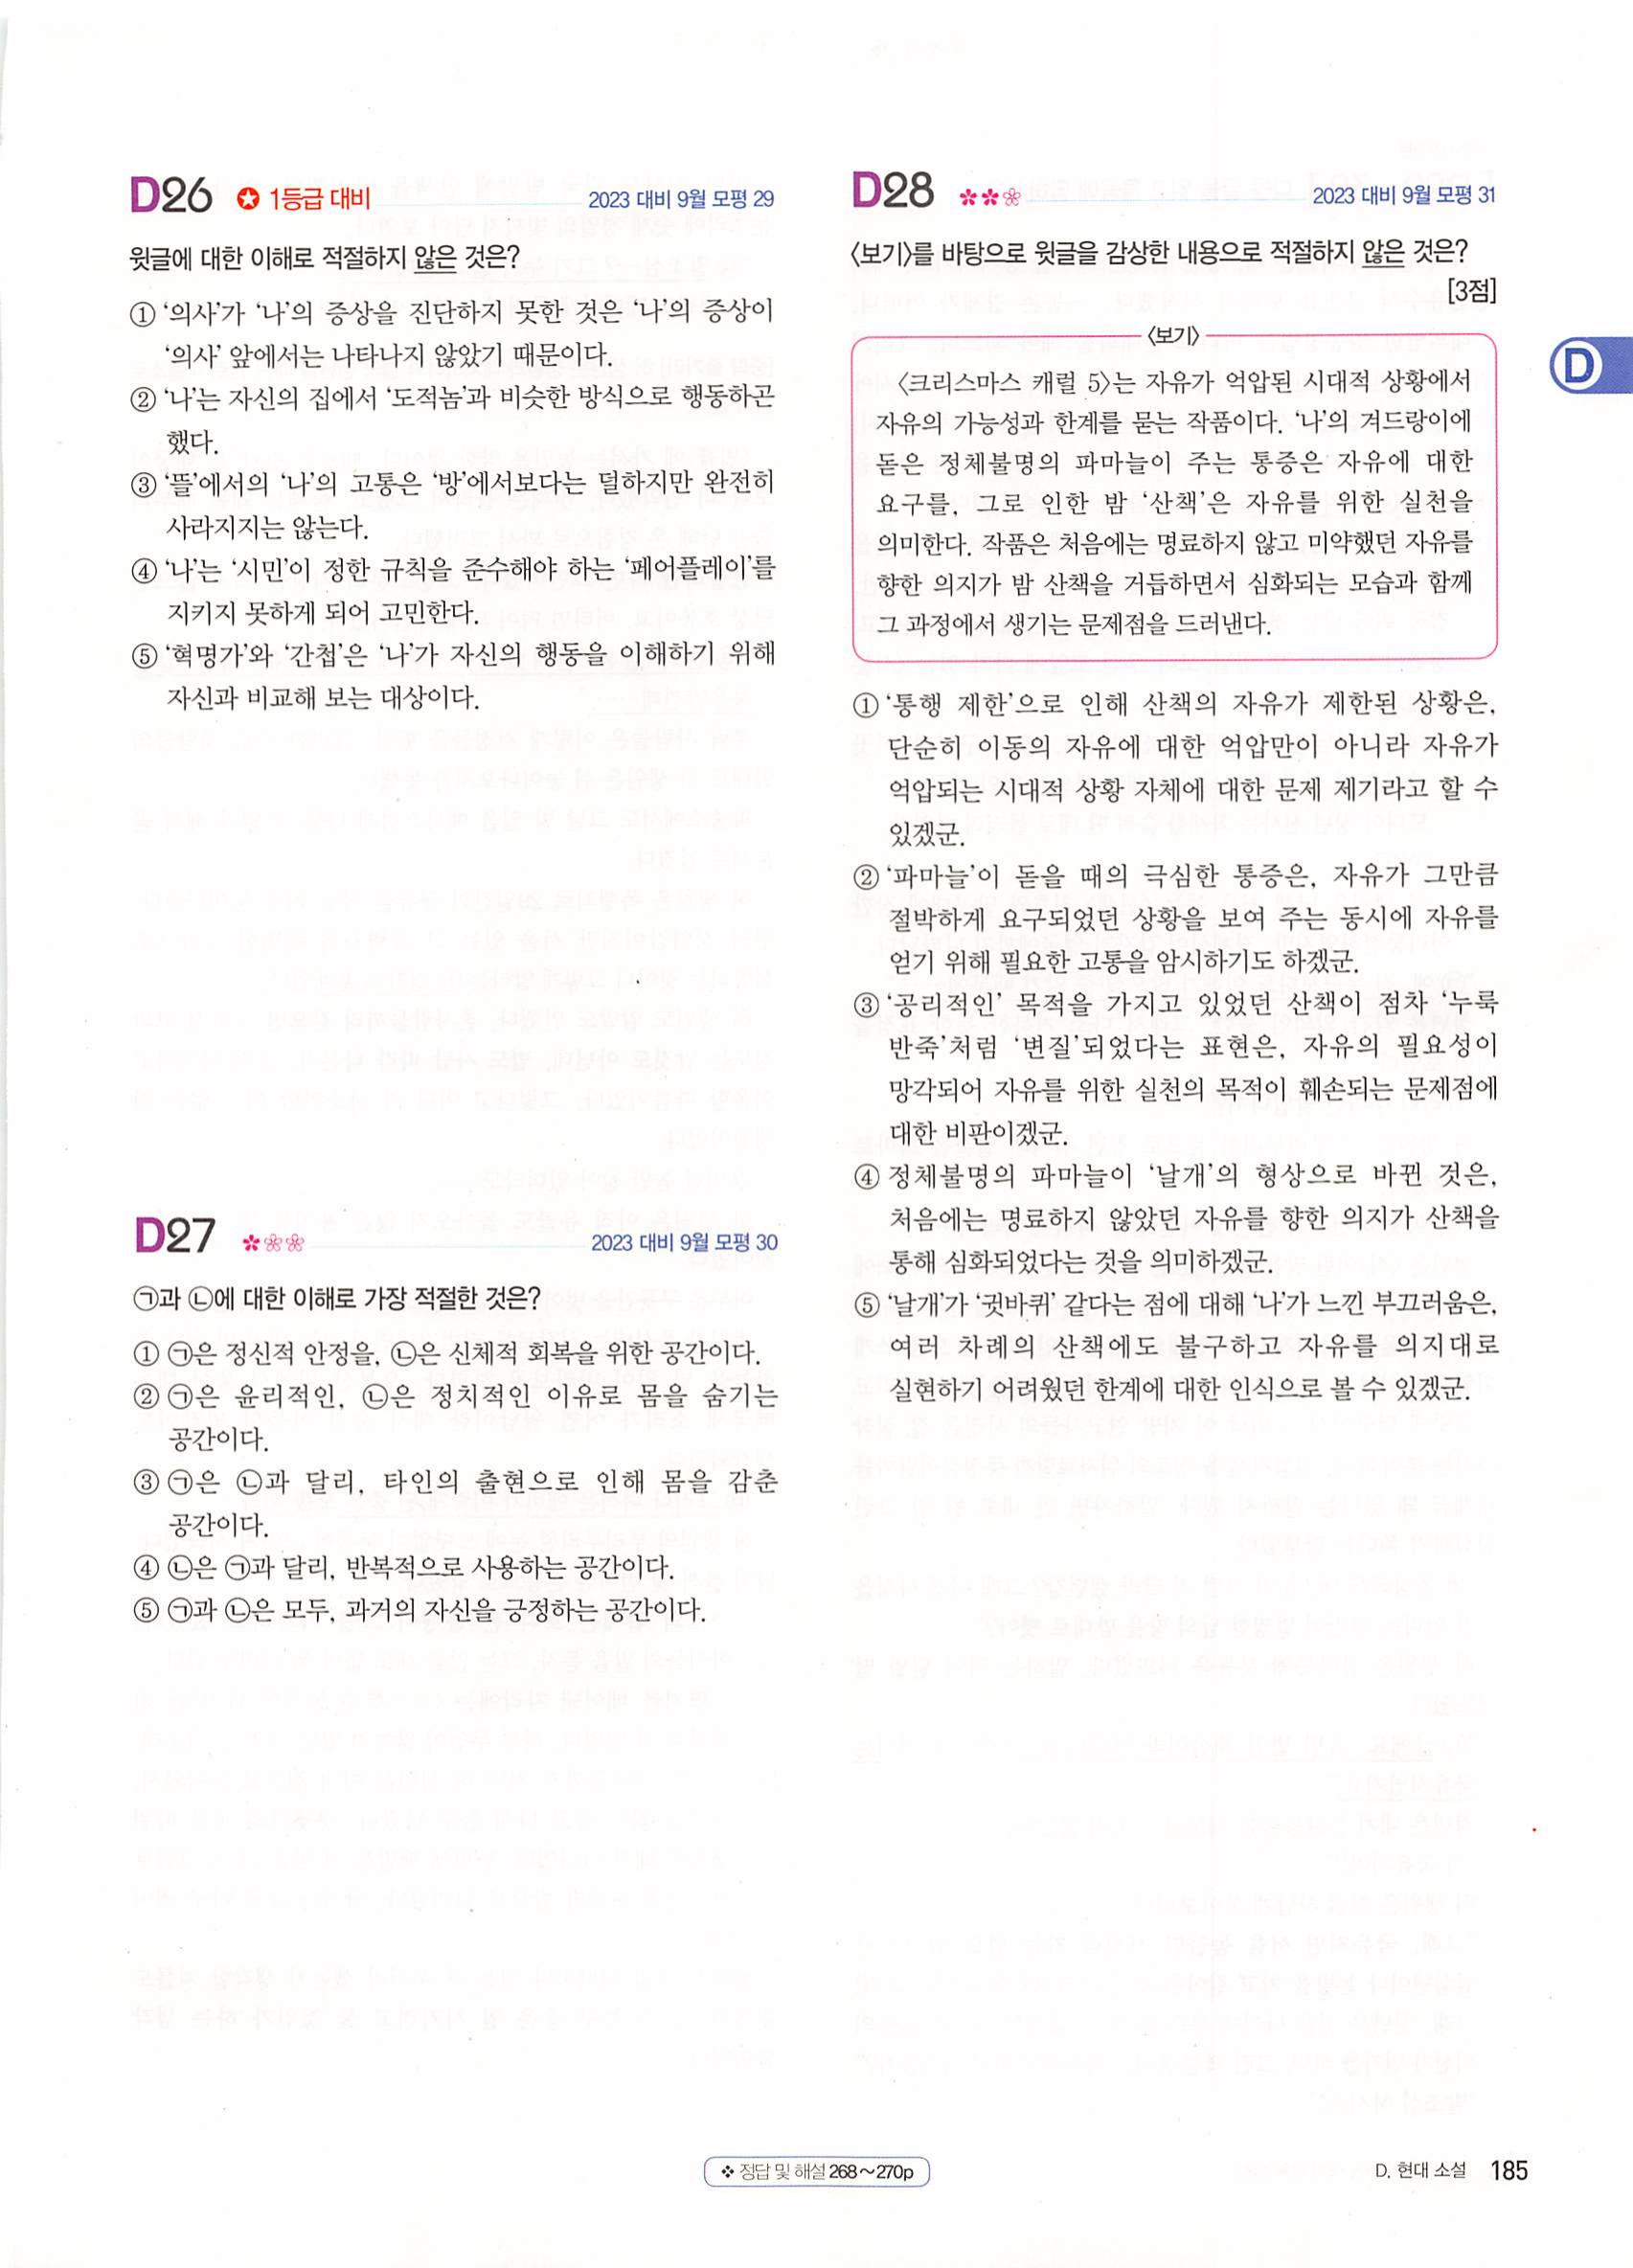 D26 1등급 대비 2023 대비 9월 모평 29
윗글에 대한 이해로 적절하지 않은 것은?
① ‘의사’가 ‘나’의 증상을 진단하지 못한 것은 ‘나’의 증상이
‘의사’ 앞에서는 나타나지 않았기 때문이다.
② ‘나’는 자신의 집에서 ‘도적놈’과 비슷한 방식으로 행동하곤
했다.
③ ‘뜰’에서의 ‘나’의 고통은 ‘방’에서보다는 덜하지만 완전히
사라지지는 않는다.
④ ‘나’는 ‘시민’이 정한 규칙을 준수해야 하는 ‘페어플레이’를
지키지 못하게 되어 고민한다.
⑤ ‘혁명가’와 ‘간첩’은 ‘나’가 자신의 행동을 이해하기 위해
자신과 비교해 보는 대상이다.
D27 2023 대비 9월 모평 30
㉠과 ㉡에 대한 이해로 가장 적절한 것은?
① ㉠은 정신적 안정을, ㉡은 신체적 회복을 위한 공간이다.
② ㉠은 윤리적인, ㉡은 정치적인 이유로 몸을 숨기는
공간이다.
③ ㉠은 ㉡과 달리, 타인의 출현으로 인해 몸을 감춘
공간이다.
④ ㉡은 ㉠과 달리, 반복적으로 사용하는 공간이다.
⑤ ㉠과 ㉡은 모두, 과거의 자신을 긍정하는 공간이다.
D28 2023 대비 9월 모평 31
〈보기〉를 바탕으로 윗글을 감상한 내용으로 적절하지 않은 것은?
[3점]
〈보기〉
〈크리스마스 캐럴 5〉는 자유가 억압된 시대적 상황에서
자유의 가능성과 한계를 묻는 작품이다. ‘나’의 겨드랑이에
돋은 정체불명의 파마늘이 주는 통증은 자유에 대한
요구를, 그로 인한 밤 ‘산책’은 자유를 위한 실천을
의미한다. 작품은 처음에는 명료하지 않고 미약했던 자유를
향한 의지가 밤 산책을 거듭하면서 심화되는 모습과 함께
그 과정에서 생기는 문제점을 드러낸다.
① ‘통행 제한’으로 인해 산책의 자유가 제한된 상황은,
단순히 이동의 자유에 대한 억압만이 아니라 자유가
억압되는 시대적 상황 자체에 대한 문제 제기라고 할 수
있겠군.
② ‘파마늘’이 돋을 때의 극심한 통증은, 자유가 그만큼
절박하게 요구되었던 상황을 보여 주는 동시에 자유를
얻기 위해 필요한 고통을 암시하기도 하겠군.
③ ‘공리적인’ 목적을 가지고 있었던 산책이 점차 ‘누룩
반죽’처럼 ‘변질’되었다는 표현은, 자유의 필요성이
망각되어 자유를 위한 실천의 목적이 훼손되는 문제점에
대한 비판이겠군.
④ 정체불명의 파마늘이 ‘날개’의 형상으로 바뀐 것은,
처음에는 명료하지 않았던 자유를 향한 의지가 산책을
통해 심화되었다는 것을 의미하겠군.
⑤ ‘날개’가 ‘귓바퀴’ 같다는 점에 대해 ‘나’가 느낀 부끄러움은,
여러 차례의 산책에도 불구하고 자유를 의지대로
실현하기 어려웠던 한계에 대한 인식으로 볼 수 있겠군.
D
❖ 정답 및 해설 268~270p
D. 현대 소설 185